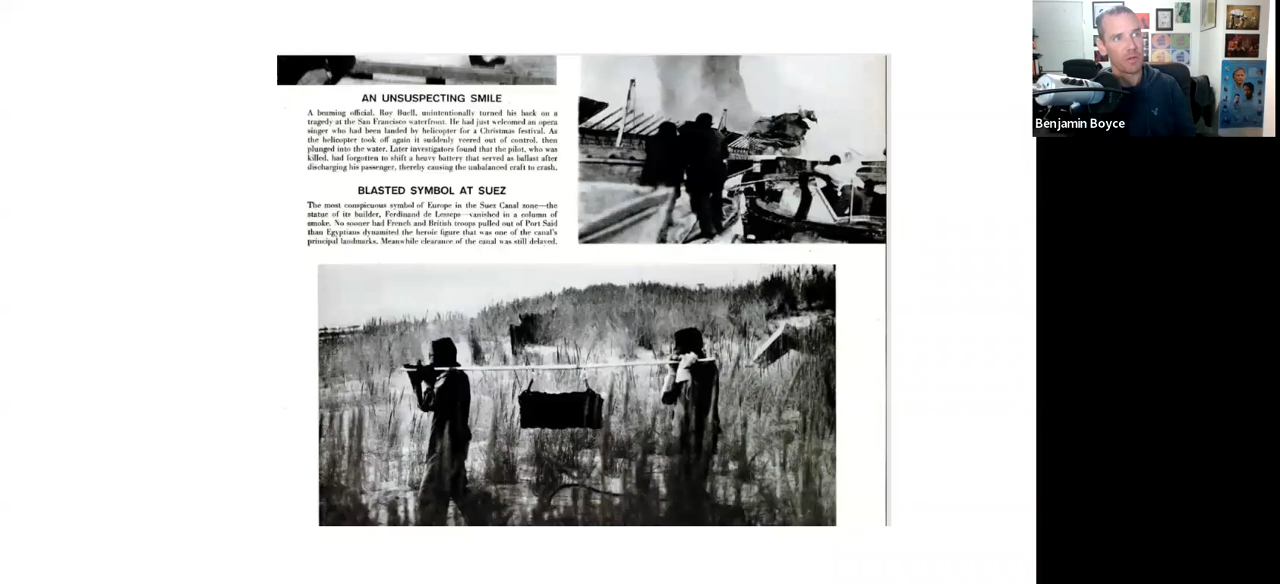 AN UNSUSPECTING SMILE
A beaming official, Roy Buell, unintentionally turned his back on a
tragedy at the San Francisco waterfront. He had just welcomed an opera
singer who had been landed by helicopter for a Christmas festival. As
the helicopter took off again it suddenly veered out of control, then
plunged into the water. Later investigators found that the pilot, who was
killed, had forgotten to shift a heavy battery that served as ballast after
discharging his passenger, thereby causing the unbalanced craft to crash.
BLASTED SYMBOL AT SUEZ
The most conspicuous symbol of Europe in the Suez Canal zone—the
statue of its builder, Ferdinand de Lesseps—vanished in a column of
smoke. No sooner had French and British troops pulled out of Port Said
than Egyptians dynamited the heroic figure that was one of the canal's
principal landmarks. Meanwhile clearance of the canal was still delayed.
Benjamin Boyce